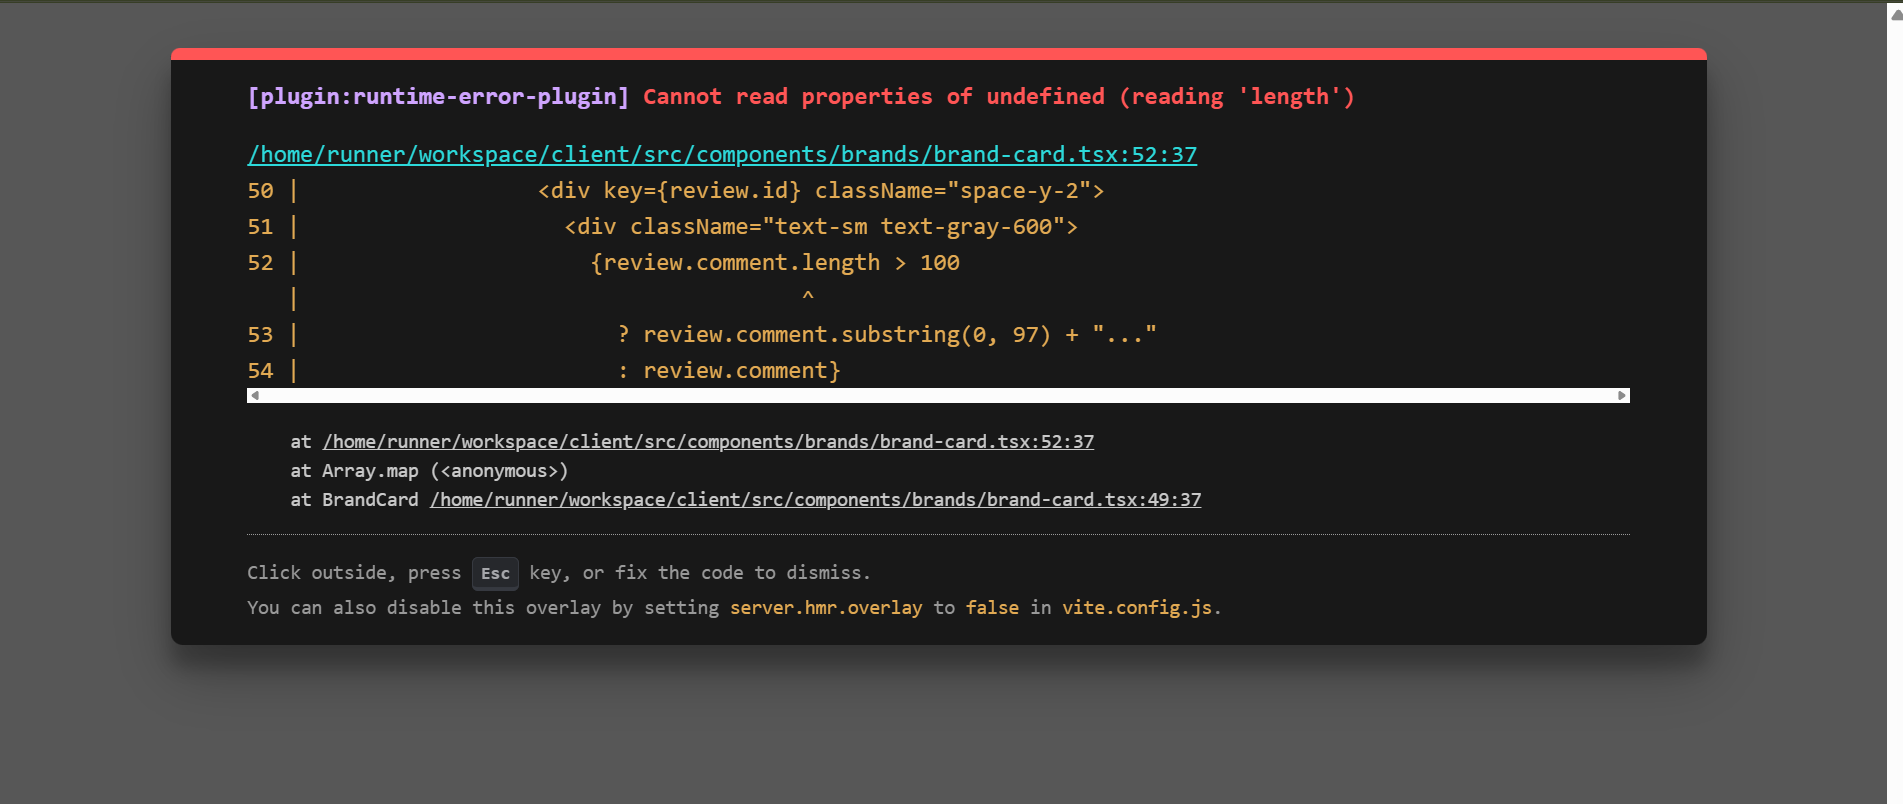 [plugin:runtime-error-plugin] Cannot read properties of undefined (reading 'length')
/home/runner/workspace/client/src/components/brands/brand-card.tsx:52:37
50 |                  <div key={review.id} className="space-y-2">
51 |                    <div className="text-sm text-gray-600">
52 |                      {review.comment.length > 100
   |                                      ^
53 |                        ? review.comment.substring(0, 97) + "..."
54 |                        : review.comment}
at /home/runner/workspace/client/src/components/brands/brand-card.tsx:52:37
at Array.map (<anonymous>)
at BrandCard /home/runner/workspace/client/src/components/brands/brand-card.tsx:49:37
Click outside, press Esc key, or fix the code to dismiss.
You can also disable this overlay by setting server.hmr.overlay to false in vite.config.js.